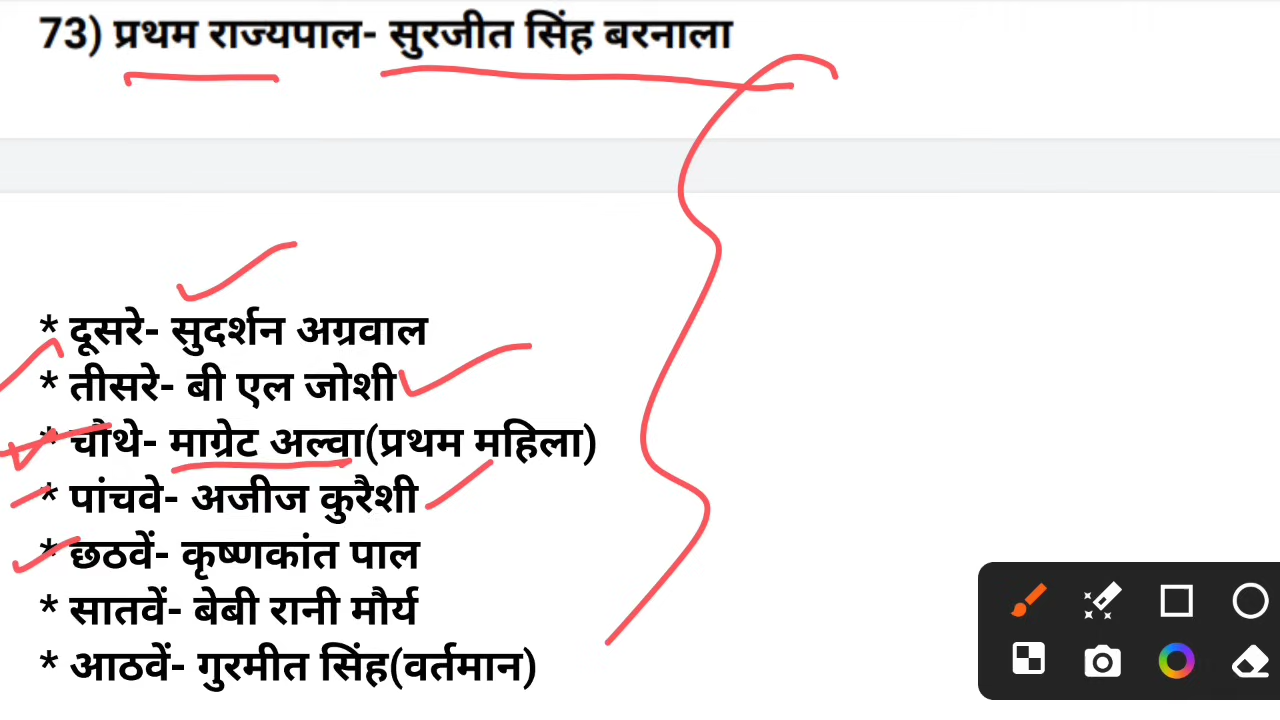 73) प्रथम राज्यपाल- सुरजीत सिंह बरनाला
* दूसरे- सुदर्शन अग्रवाल
* तीसरे- बी एल जोशी
* चौथे- माग्रेट अल्वा(प्रथम महिला)
* पांचवे- अजीज कुरैशी
* छठवें- कृष्णकांत पाल
* सातवें- बेबी रानी मौर्य
* आठवें- गुरमीत सिंह(वर्तमान)